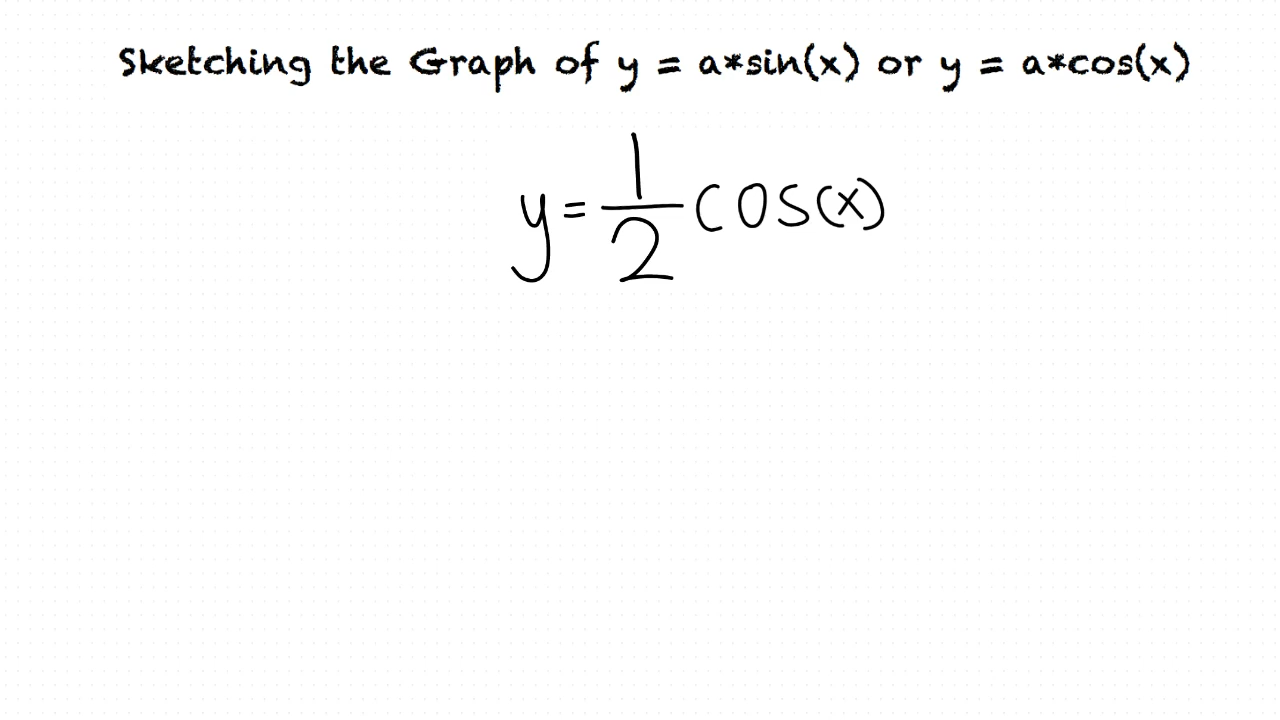 Sketching the Graph of y = a*sin(x) or y = a*cos(x)
y = 1/2 cos(x)